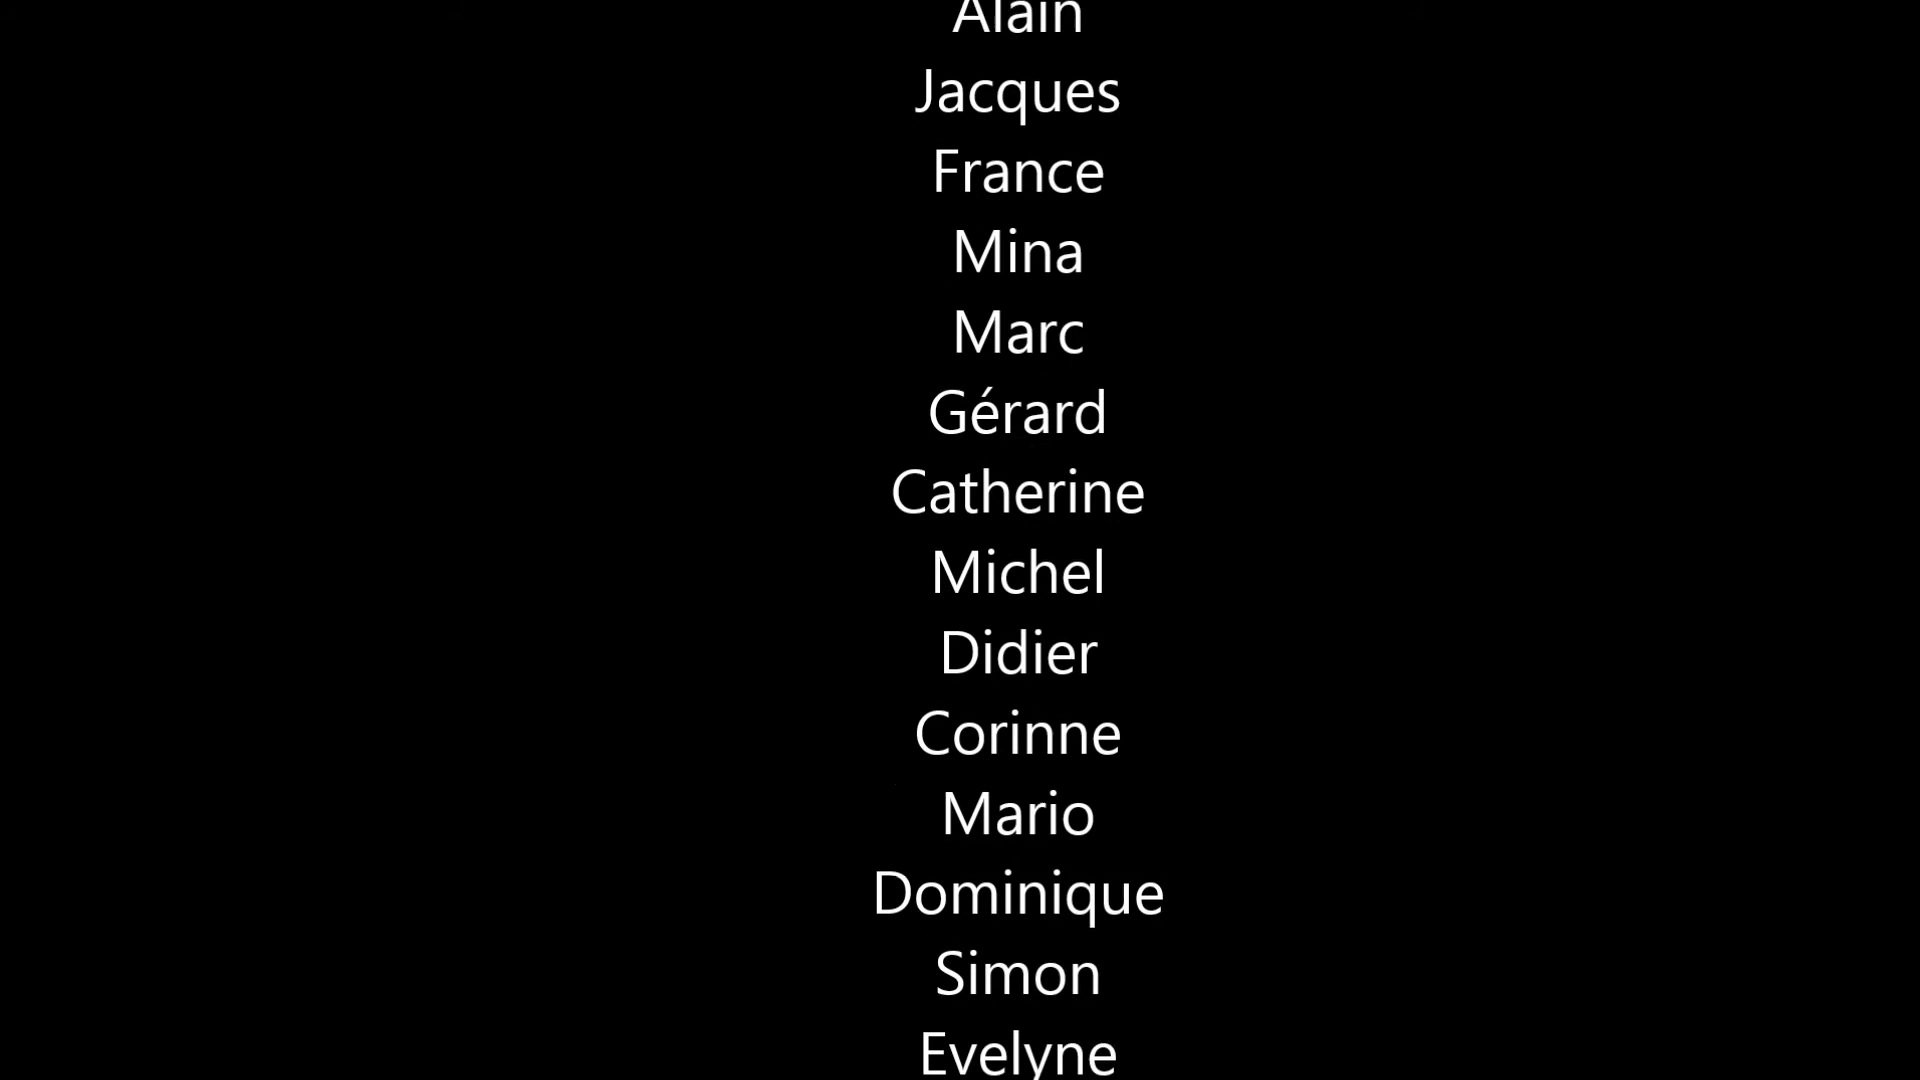 Alain
Jacques
France
Mina
Marc
Gérard
Catherine
Michel
Didier
Corinne
Mario
Dominique
Simon
Evelyne